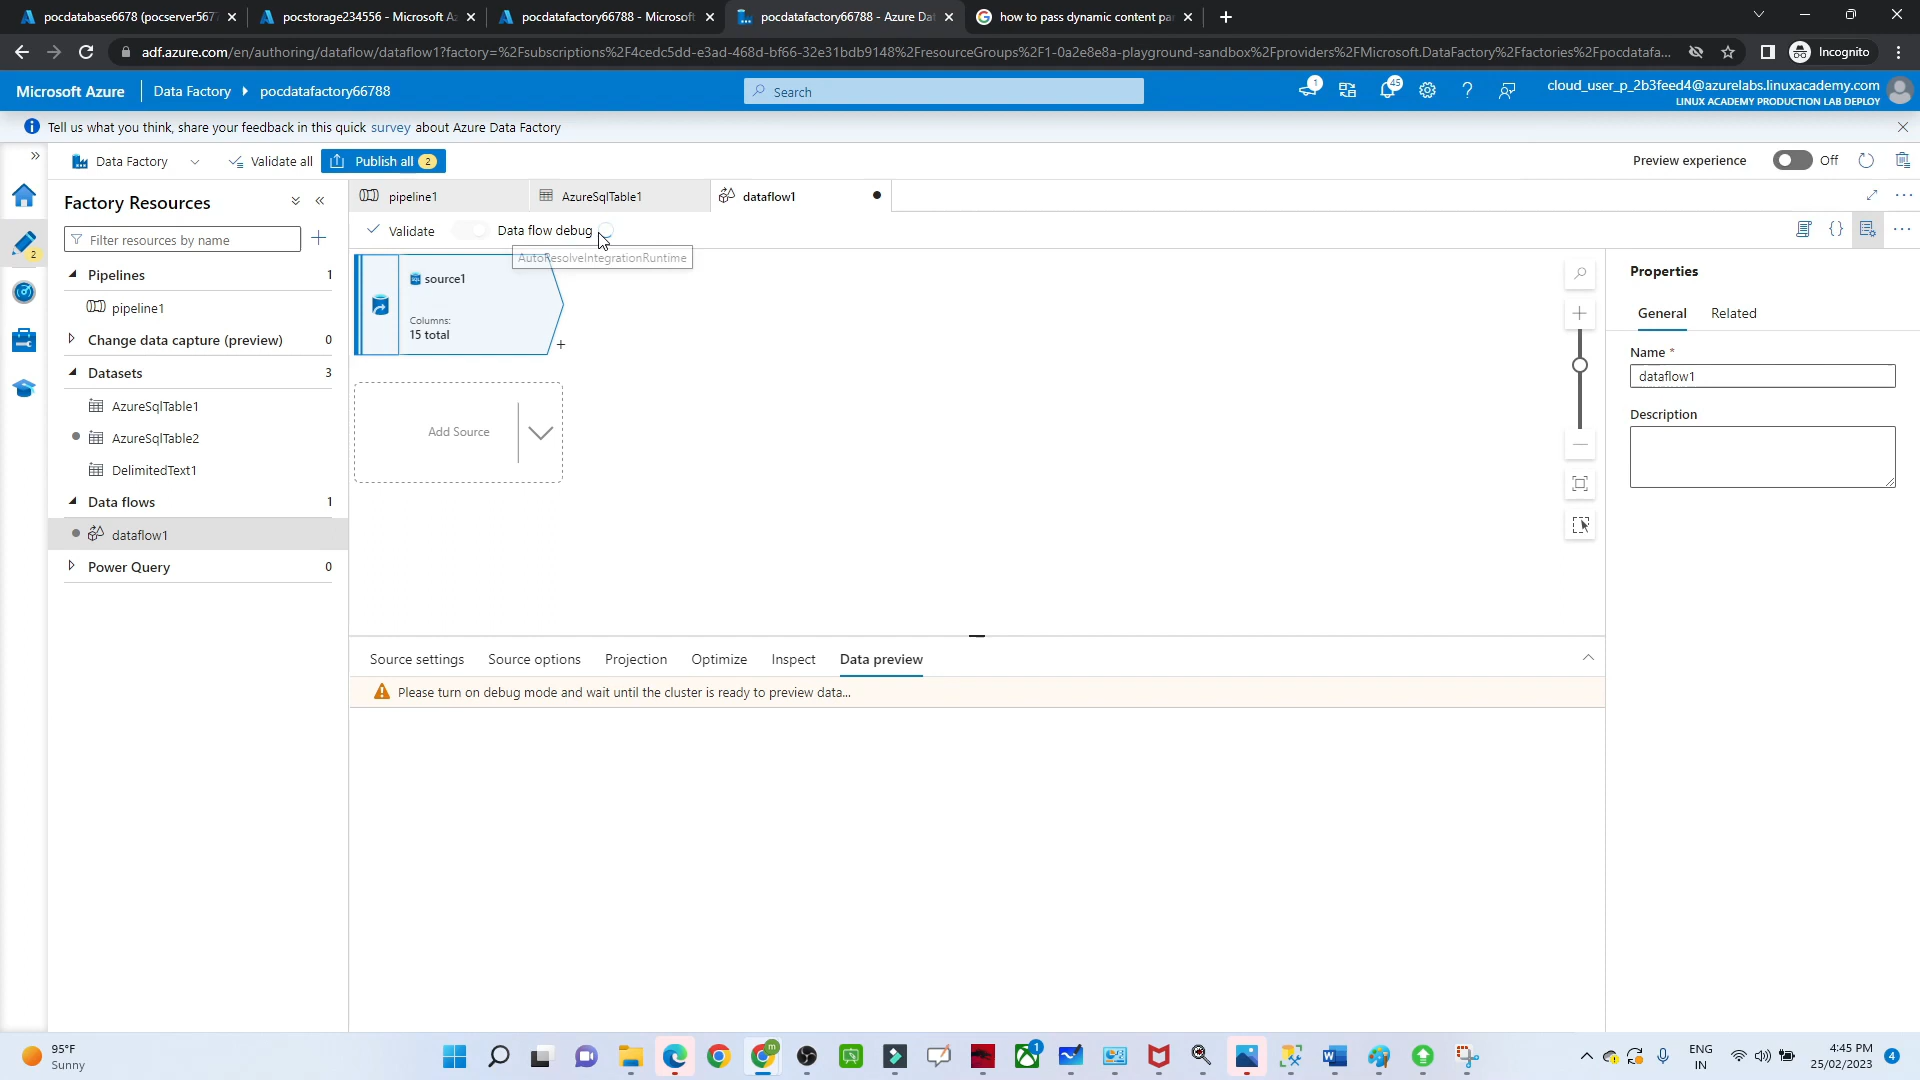 pocdatabase6678 (pocserver567
pocstorage234556 - Microsoft Az
pocdatafactory66788 - Microsoft
pocdatafactory66788 - Azure Dat
how to pass dynamic content pa
adf.azure.com/en/authoring/dataflow/dataflow1?factory=%2Fsubscriptions%2F4cedc5dd-e3ad-468d-bf66-32e31bdb9148%2FresourceGroups%2F1-0a2e8e8a-playground-sandbox%2Fproviders%2FMicrosoft.DataFactory%2Ffactories%2Fpocdatafa...
Incognito
Microsoft Azure
Data Factory
pocdatafactory66788
Search
1
45
cloud_user_p_2b3feed4@azurelabs.linuxacademy.com
LINUX ACADEMY PRODUCTION LAB DEPLOY
Tell us what you think, share your feedback in this quick survey about Azure Data Factory
Data Factory
Validate all
Publish all 2
Preview experience
Off
Factory Resources
pipeline1
AzureSqlTable1
dataflow1
2
Filter resources by name
Validate
Data flow debug
AutoResolveIntegrationRuntime
Pipelines 1
pipeline1
Change data capture (preview) 0
Datasets 3
AzureSqlTable1
AzureSqlTable2
DelimitedText1
Data flows 1
dataflow1
Power Query 0
source1
Columns:
15 total
Add Source
Properties
General
Related
Name *
dataflow1
Description
Source settings
Source options
Projection
Optimize
Inspect
Data preview
Please turn on debug mode and wait until the cluster is ready to preview data...
95°F
Sunny
m
1
ENG
IN
4:45 PM
25/02/2023
4